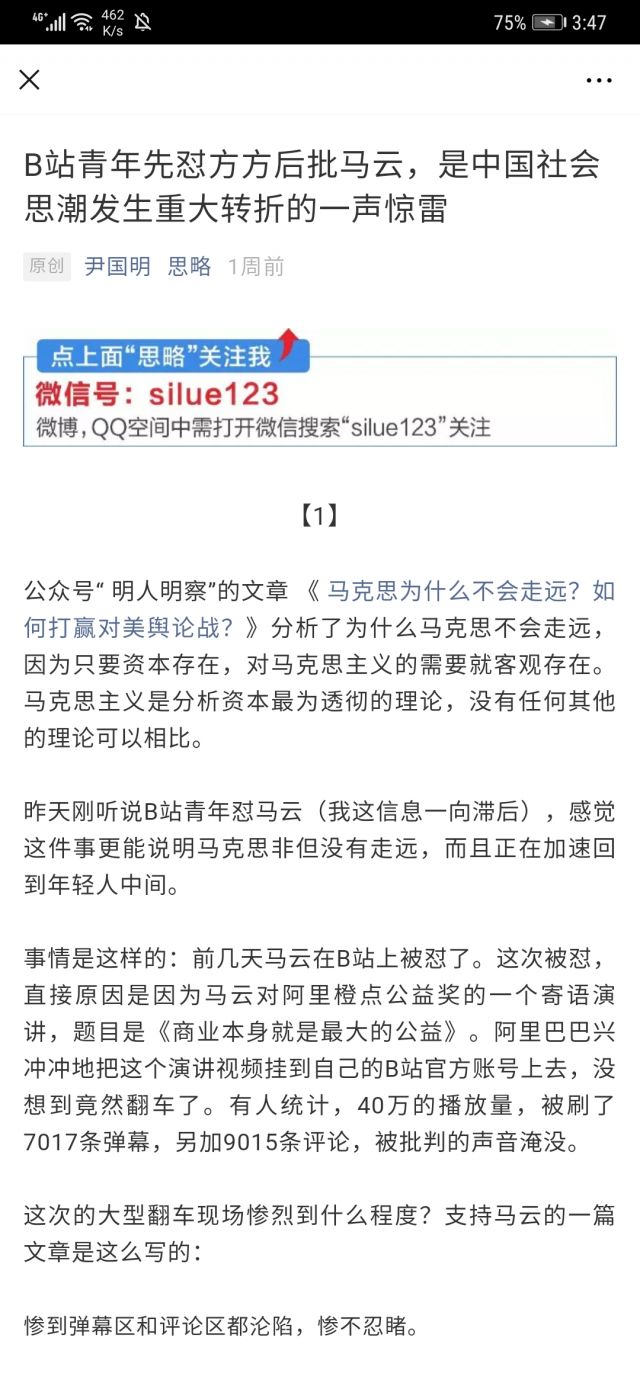 4G+ 462 K/s 75% 3:47
B站青年先怼方方后批马云，是中国社会
思潮发生重大转折的一声惊雷
原创 尹国明 思略 1周前
点上面“思略”关注我
微信号：silue123
微博，QQ空间中需打开微信搜索“silue123”关注
【1】
公众号“ 明人明察”的文章 《 马克思为什么不会走远？如
何打赢对美舆论战？》分析了为什么马克思不会走远，
因为只要资本存在，对马克思主义的需要就客观存在。
马克思主义是分析资本最为透彻的理论，没有任何其他
的理论可以相比。
昨天刚听说B站青年怼马云（我这信息一向滞后），感觉
这件事更能说明马克思非但没有走远，而且正在加速回
到年轻人中间。
事情是这样的：前几天马云在B站上被怼了。这次被怼，
直接原因是因为马云对阿里橙点公益奖的一个寄语演
讲，题目是《商业本身就是最大的公益》。阿里巴巴兴
冲冲地把这个演讲视频挂到自己的B站官方账号上去，没
想到竟然翻车了。有人统计，40万的播放量，被刷了
7017条弹幕，另加9015条评论，被批判的声音淹没。
这次的大型翻车现场惨烈到什么程度？支持马云的一篇
文章是这么写的：
惨到弹幕区和评论区都沦陷，惨不忍睹。